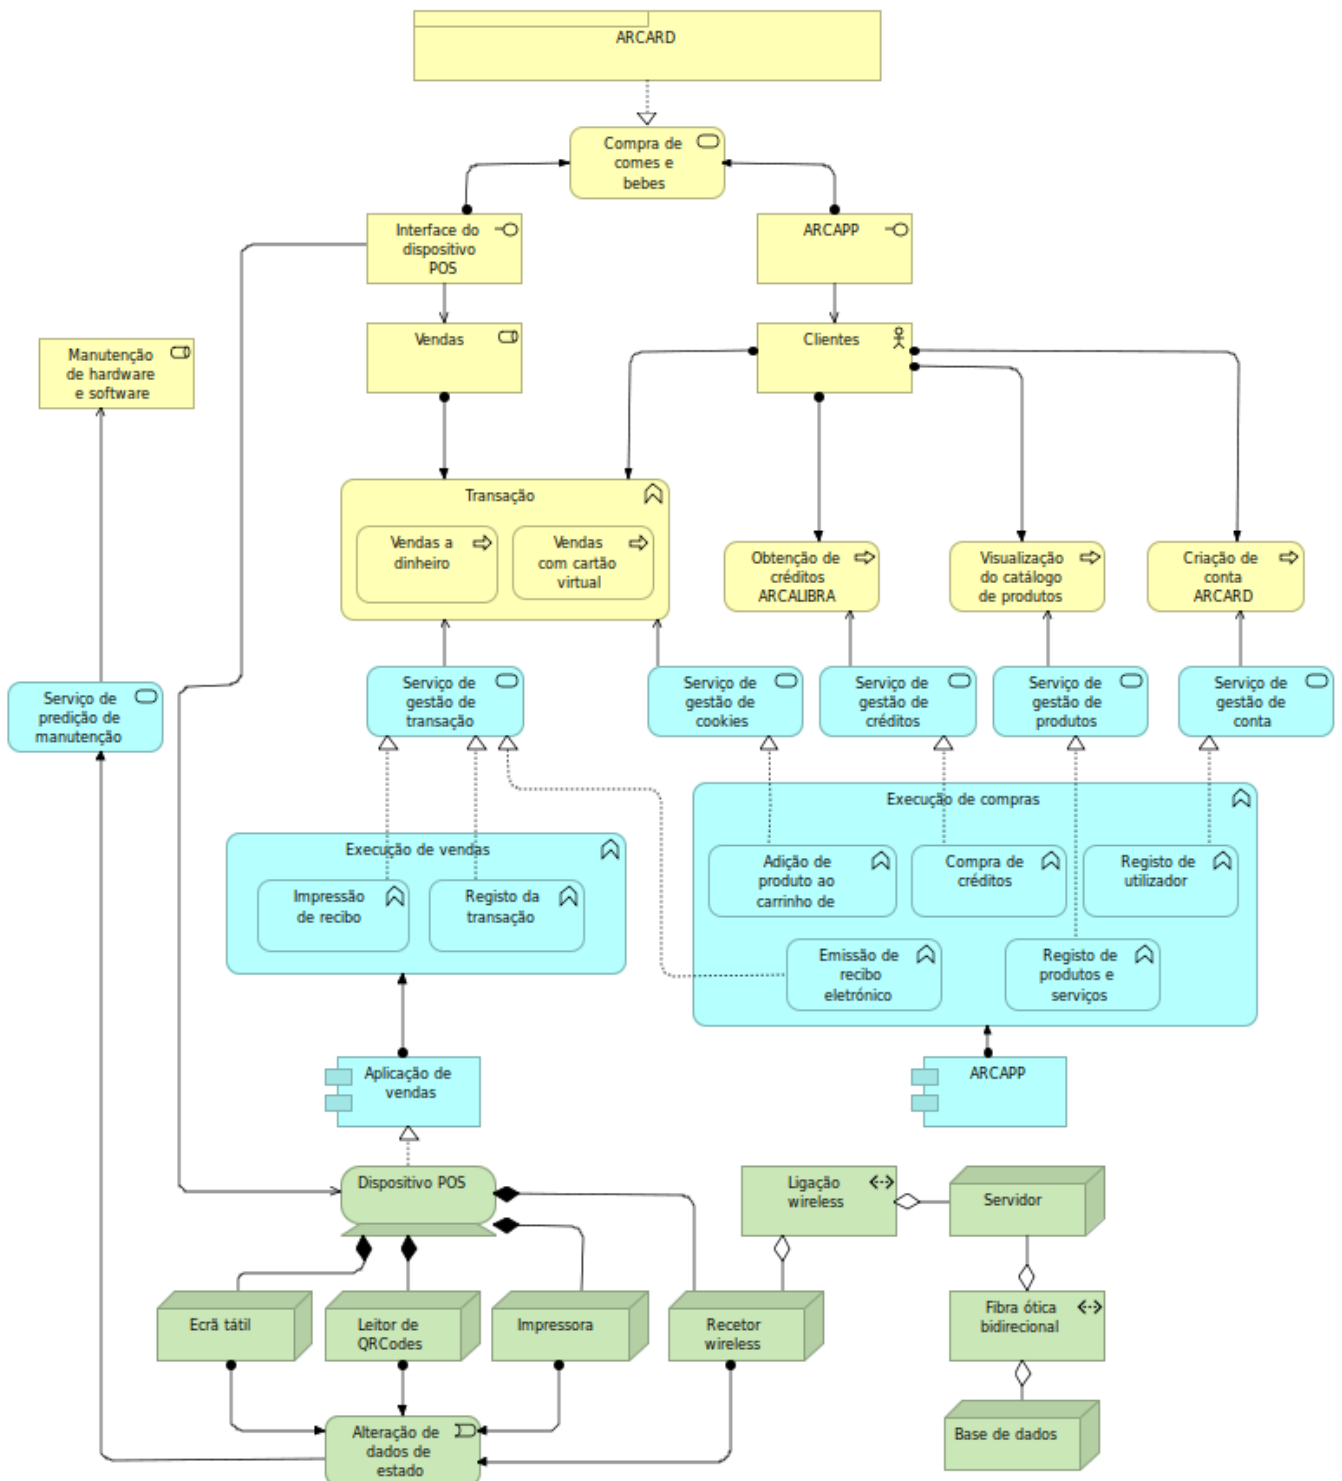 ARCARD
Compra de
comes e
bebes
Interface do
dispositivo
POS
ARCAPP
Vendas
Clientes
Manutenção
de hardware
e software
Transação
Vendas a
dinheiro
Vendas
com cartão
virtual
Obtenção de
créditos
ARCALIBRA
Visualização
do catálogo
de produtos
Criação de
conta
ARCARD
Serviço de
predição de
manutenção
Serviço de
gestão de
transação
Serviço de
gestão de
cookies
Serviço de
gestão de
créditos
Serviço de
gestão de
produtos
Serviço de
gestão de
conta
Execução de vendas
Impressão
de recibo
Registo da
transação
Execução de compras
Adição de
produto ao
carrinho de
Compra de
créditos
Registo de
utilizador
Emissão de
recibo
eletrónico
Registo de
produtos e
serviços
Aplicação de
vendas
ARCAPP
Dispositivo POS
Ligação
wireless
Servidor
Ecrã tátil
Leitor de
QRCodes
Impressora
Recetor
wireless
Fibra ótica
bidirecional
Alteração de
dados de
estado
Base de dados